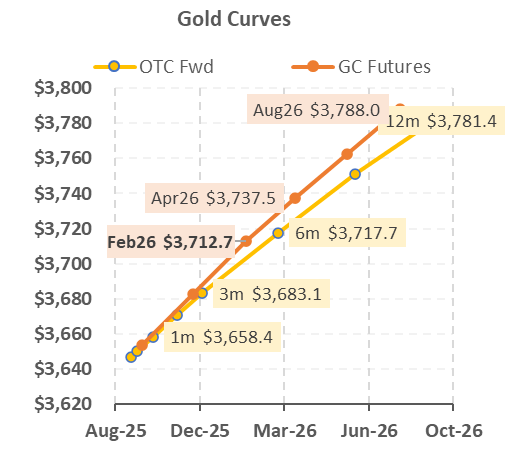 Gold Curves
OTC Fwd GC Futures
$3,800
$3,780
$3,760
$3,740
$3,720
$3,700
$3,680
$3,660
$3,640
$3,620
Aug26 $3,788.0
12m $3,781.4
Apr26 $3,737.5
Feb26 $3,712.7
6m $3,717.7
3m $3,683.1
1m $3,658.4
Aug-25 Dec-25 Mar-26 Jun-26 Oct-26